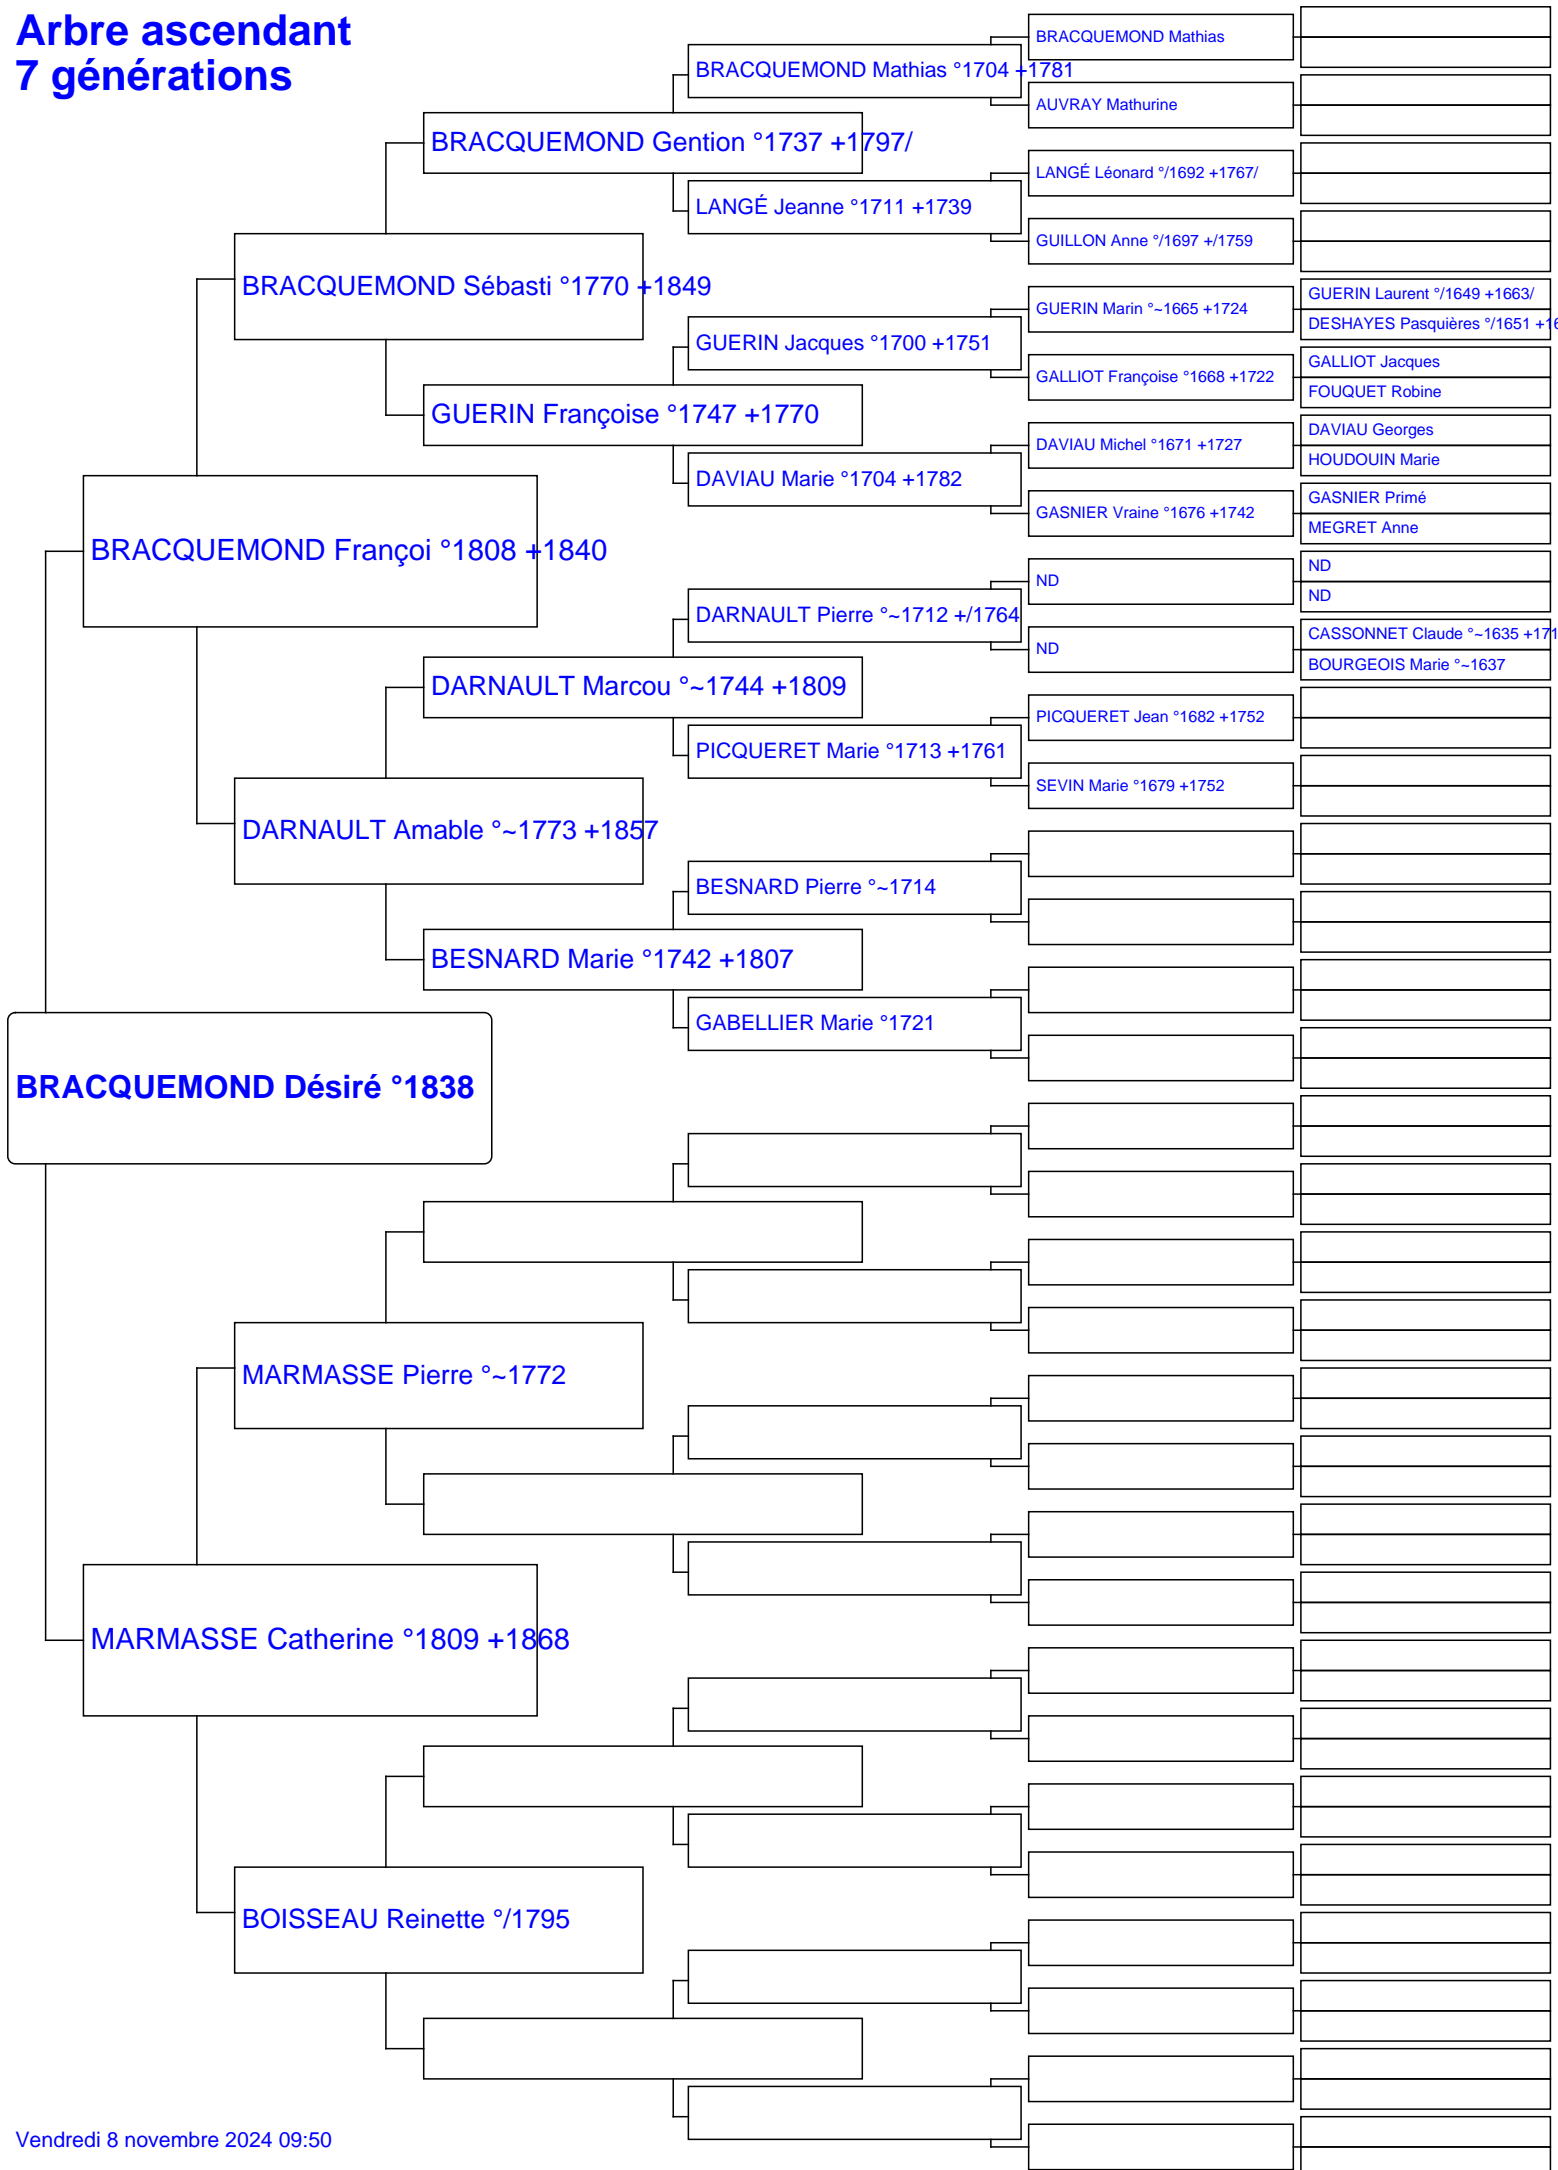 Arbre ascendant
7 générations
BRACQUEMOND Désiré °1838
BRACQUEMOND Françoi °1808 +1840
MARMASSE Catherine °1809 +1868
BRACQUEMOND Sébasti °1770 +1849
DARNAULT Amable °~1773 +1857
MARMASSE Pierre °~1772
BOISSEAU Reinette °/1795
BRACQUEMOND Gention °1737 +1797/
GUERIN Françoise °1747 +1770
DARNAULT Marcou °~1744 +1809
BESNARD Marie °1742 +1807
BRACQUEMOND Mathias °1704 +1781
LANGÉ Jeanne °1711 +1739
GUERIN Jacques °1700 +1751
DAVIAU Marie °1704 +1782
DARNAULT Pierre °~1712 +/1764
PICQUERET Marie °1713 +1761
BESNARD Pierre °~1714
GABELLIER Marie °1721
BRACQUEMOND Mathias
AUVRAY Mathurine
LANGÉ Léonard °/1692 +1767/
GUILLON Anne °/1697 +/1759
GUERIN Marin °~1665 +1724
GALLIOT Françoise °1668 +1722
DAVIAU Michel °1671 +1727
GASNIER Vraine °1676 +1742
ND
ND
PICQUERET Jean °1682 +1752
SEVIN Marie °1679 +1752
GUERIN Laurent °/1649 +1663/
DESHAYES Pasquières °/1651
GALLIOT Jacques
FOUQUET Robine
DAVIAU Georges
HOUDOUIN Marie
GASNIER Primé
MEGRET Anne
ND
ND
CASSONNET Claude °~1635 +171
BOURGEOIS Marie °~1637
Vendredi 8 novembre 2024 09:50